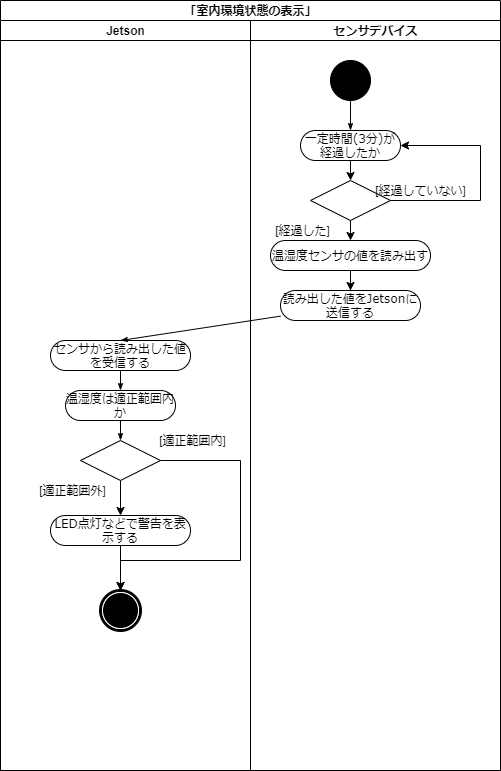 「室内環境状態の表示」
Jetson
センサデバイス
一定時間(3分)が
経過したか
[経過していない]
[経過した]
温湿度センサの値を読み出す
読み出した値をJetsonに
送信する
センサから読み出した値
を受信する
温湿度は適正範囲内
か
[適正範囲内]
[適正範囲外]
LED点灯などで警告を表
示する